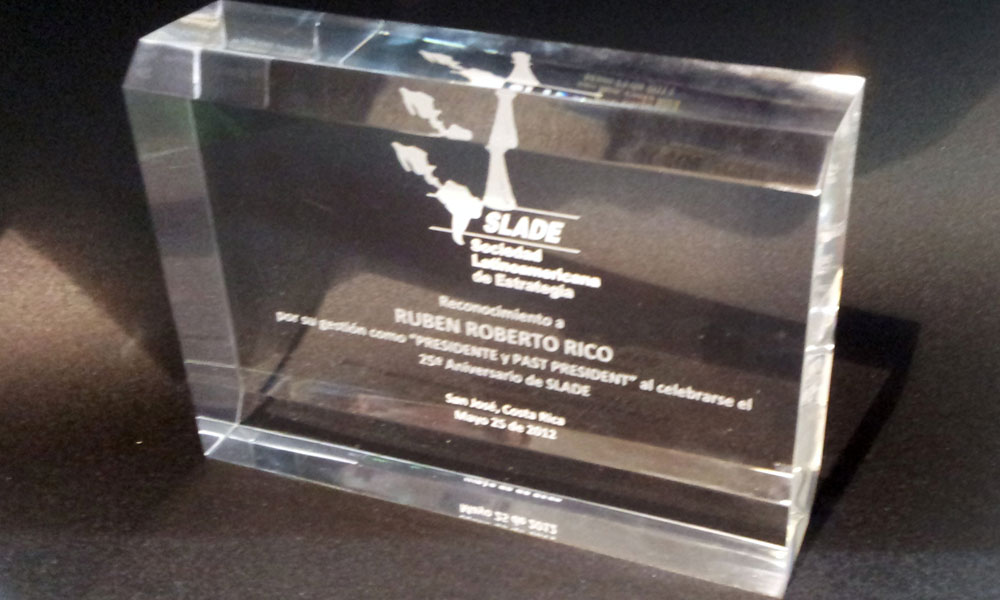 SLADE
Sociedad
Latinoamericana
de Estrategia
Reconocimiento a
RUBEN ROBERTO RICO
por su gestión como "PRESIDENTE y PAST PRESIDENT" al celebrarse el
25º Aniversario de SLADE
San José, Costa Rica
Mayo 25 de 2012